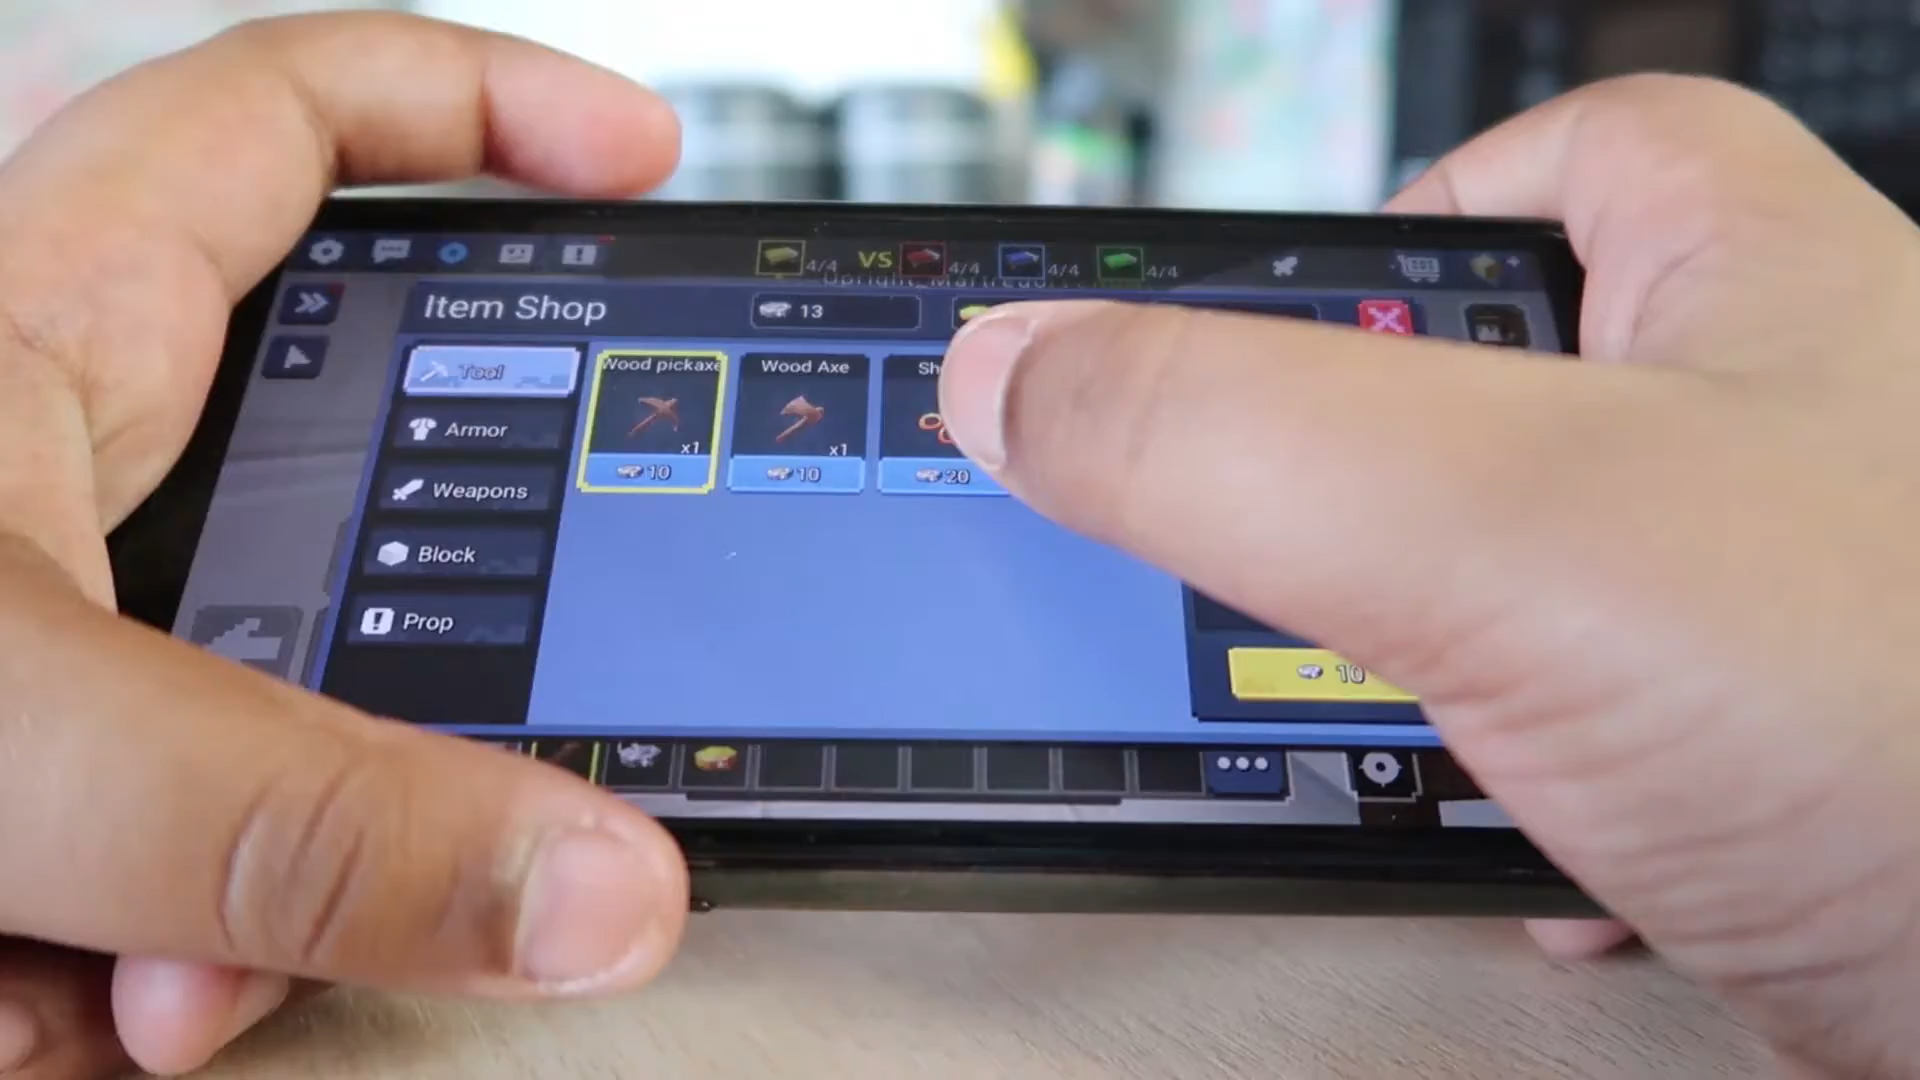 4/4 VS 4/4 4/4 4/4
Item Shop
13
Tool
Armor
Weapons
Block
Prop
Wood pickaxe
x1
10
Wood Axe
x1
10
Sh
20
10